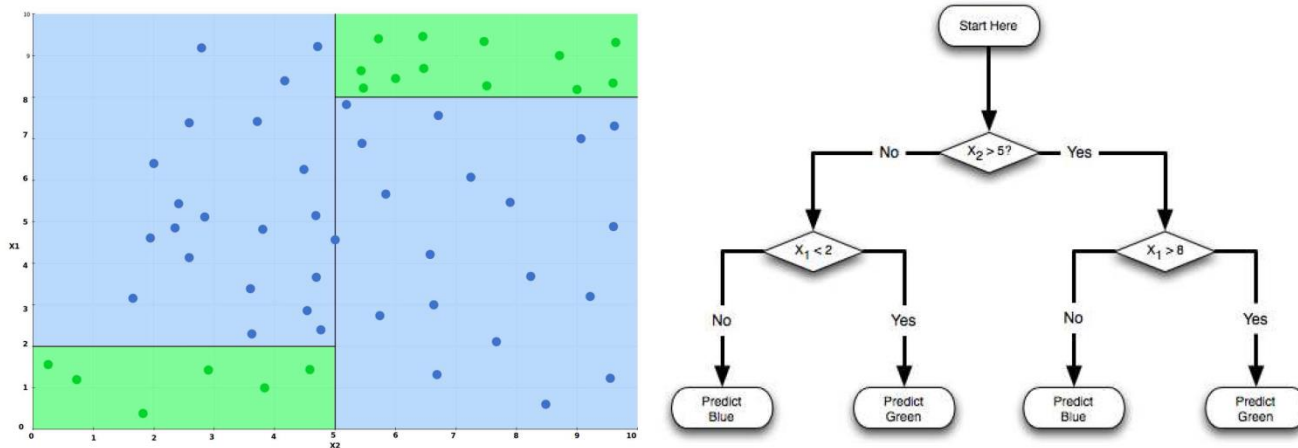 10
9
8
7
6
5
X1
4
3
2
1
0
0 1 2 3 4 5 6 7 8 9 10
X2
Start Here
X2 > 5?
No
Yes
X1 < 2
X1 > 8
No
Yes
No
Yes
Predict
Blue
Predict
Green
Predict
Blue
Predict
Green